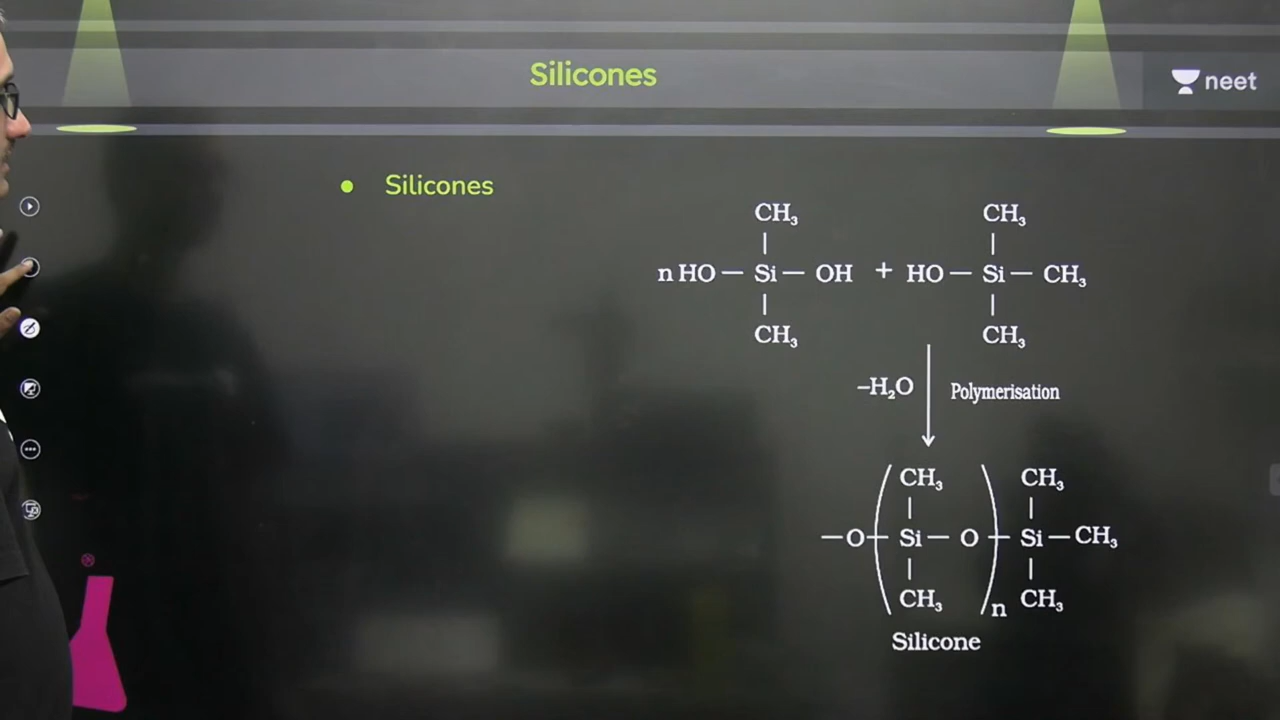 Silicones
neet
Silicones
CH₃ CH₃
n HO — Si — OH + HO — Si — CH₃
CH₃ CH₃
–H₂O Polymerisation
CH₃ CH₃
—O — Si — O — Si — CH₃
CH₃ n CH₃
Silicone